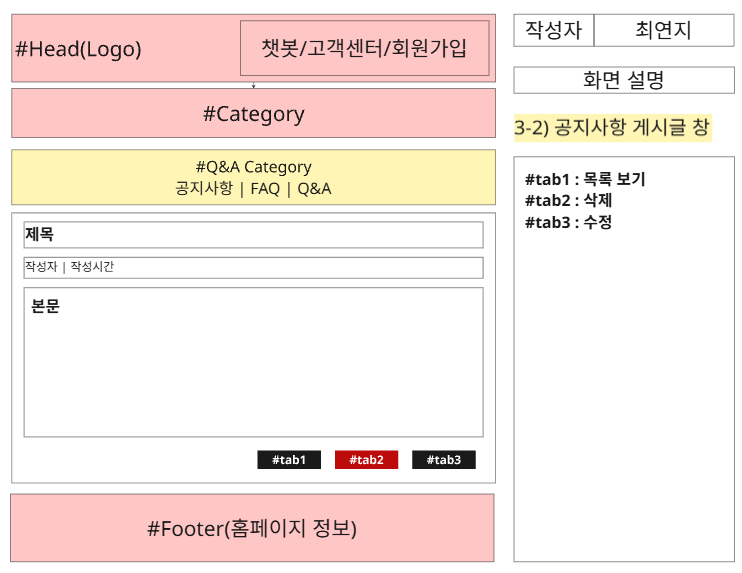 #Head(Logo)
챗봇/고객센터/회원가입
#Category
#Q&A Category
공지사항 | FAQ | Q&A
제목
작성자 | 작성시간
본문
#tab1
#tab2
#tab3
#Footer(홈페이지 정보)
작성자
최연지
화면 설명
3-2) 공지사항 게시글 창
#tab1 : 목록 보기
#tab2 : 삭제
#tab3 : 수정